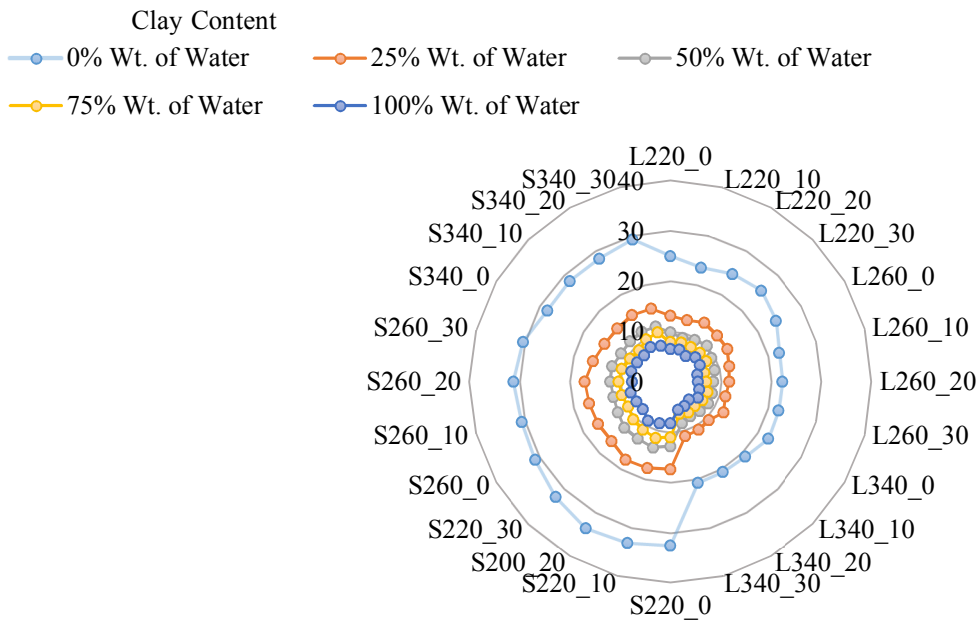 Clay Content
0% Wt. of Water
25% Wt. of Water
50% Wt. of Water
75% Wt. of Water
100% Wt. of Water
L220_0
L220_10
L220_20
L220_30
L260_0
L260_10
L260_20
L260_30
L340_0
L340_10
L340_20
L340_30
S220_0
S220_10
S200_20
S220_30
S260_0
S260_10
S260_20
S260_30
S340_0
S340_10
S340_20
S340_30
40
30
20
10
0